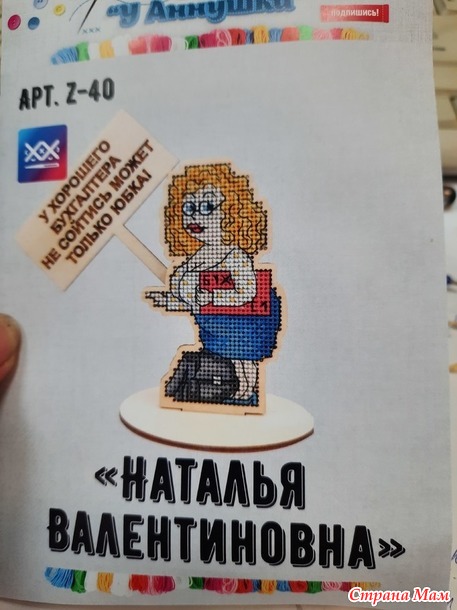 "У Аннушки"
подпишись!
АРТ. Z-40
У ХОРОШЕГО
БУХГАЛТЕРА
НЕ СОЙТИСЬ МОЖЕТ
ТОЛЬКО ЮБКА!
«НАТАЛЬЯ
ВАЛЕНТИНОВНА»
Страна Мам